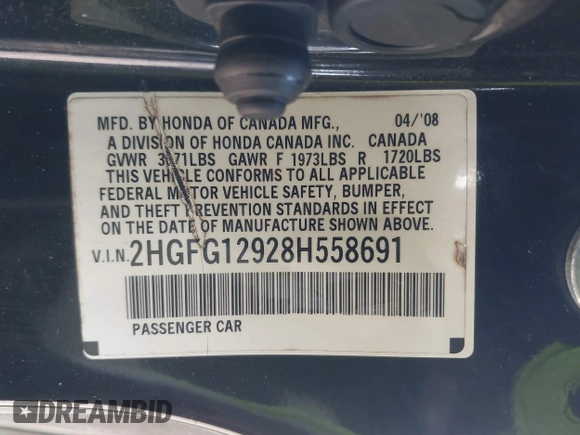 MFD. BY HONDA OF CANADA MFG., 04/'08
A DIVISION OF HONDA CANADA INC. CANADA
GVWR LBS GAWR F 1973LBS R 1720LBS
THIS VEHICLE CONFORMS TO ALL APPLICABLE
FEDERAL MOTOR VEHICLE SAFETY, BUMPER,
AND THEFT PREVENTION STANDARDS IN EFFECT
ON THE DATE OF MANUFACTURE SHOWN ABOVE.
V.I.N. 2HGFG12928H558691
PASSENGER CAR
DREAMBID